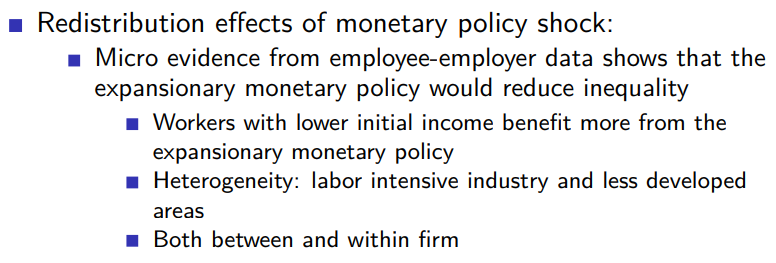 Redistribution effects of monetary policy shock:
Micro evidence from employee-employer data shows that the
expansionary monetary policy would reduce inequality
Workers with lower initial income benefit more from the
expansionary monetary policy
Heterogeneity: labor intensive industry and less developed
areas
Both between and within firm